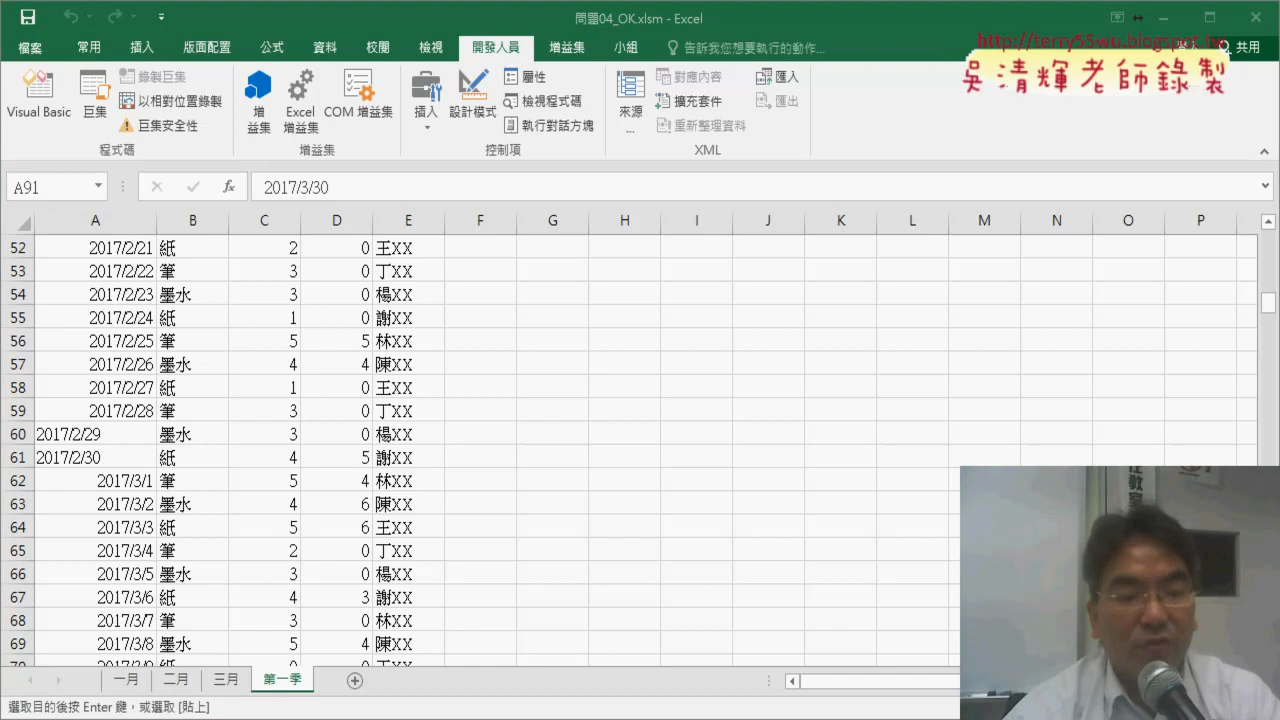 問題04_OK.xlsm - Excel
http://terry55wu.blogspot.tw
吳清輝老師錄製
檔案 常用 插入 版面配置 公式 資料 校閱 檢視 開發人員 增益集 小組 告訴我您想要執行的動作... 共用
Visual Basic 巨集 錄製巨集 以相對位置錄製 巨集安全性
增益集 Excel 增益集 COM 增益集
插入 設計模式 屬性 檢視程式碼 執行對話方塊
來源... 對應內容 擴充套件 重新整理資料 匯入 匯出
程式碼 增益集 控制項 XML
A91 fx 2017/3/30
A B C D E F G H I J K L M N O P
52 2017/2/21 紙 2 0 王XX
53 2017/2/22 筆 3 0 丁XX
54 2017/2/23 墨水 3 0 楊XX
55 2017/2/24 紙 1 0 謝XX
56 2017/2/25 筆 5 5 林XX
57 2017/2/26 墨水 4 4 陳XX
58 2017/2/27 紙 1 0 王XX
59 2017/2/28 筆 3 0 丁XX
60 2017/2/29 墨水 3 0 楊XX
61 2017/2/30 紙 4 5 謝XX
62 2017/3/1 筆 5 4 林XX
63 2017/3/2 墨水 4 6 陳XX
64 2017/3/3 紙 5 6 王XX
65 2017/3/4 筆 2 0 丁XX
66 2017/3/5 墨水 3 0 楊XX
67 2017/3/6 紙 4 3 謝XX
68 2017/3/7 筆 3 0 林XX
69 2017/3/8 墨水 5 4 陳XX
一月 二月 三月 第一季
選取目的後按 Enter 鍵，或選取 [貼上]